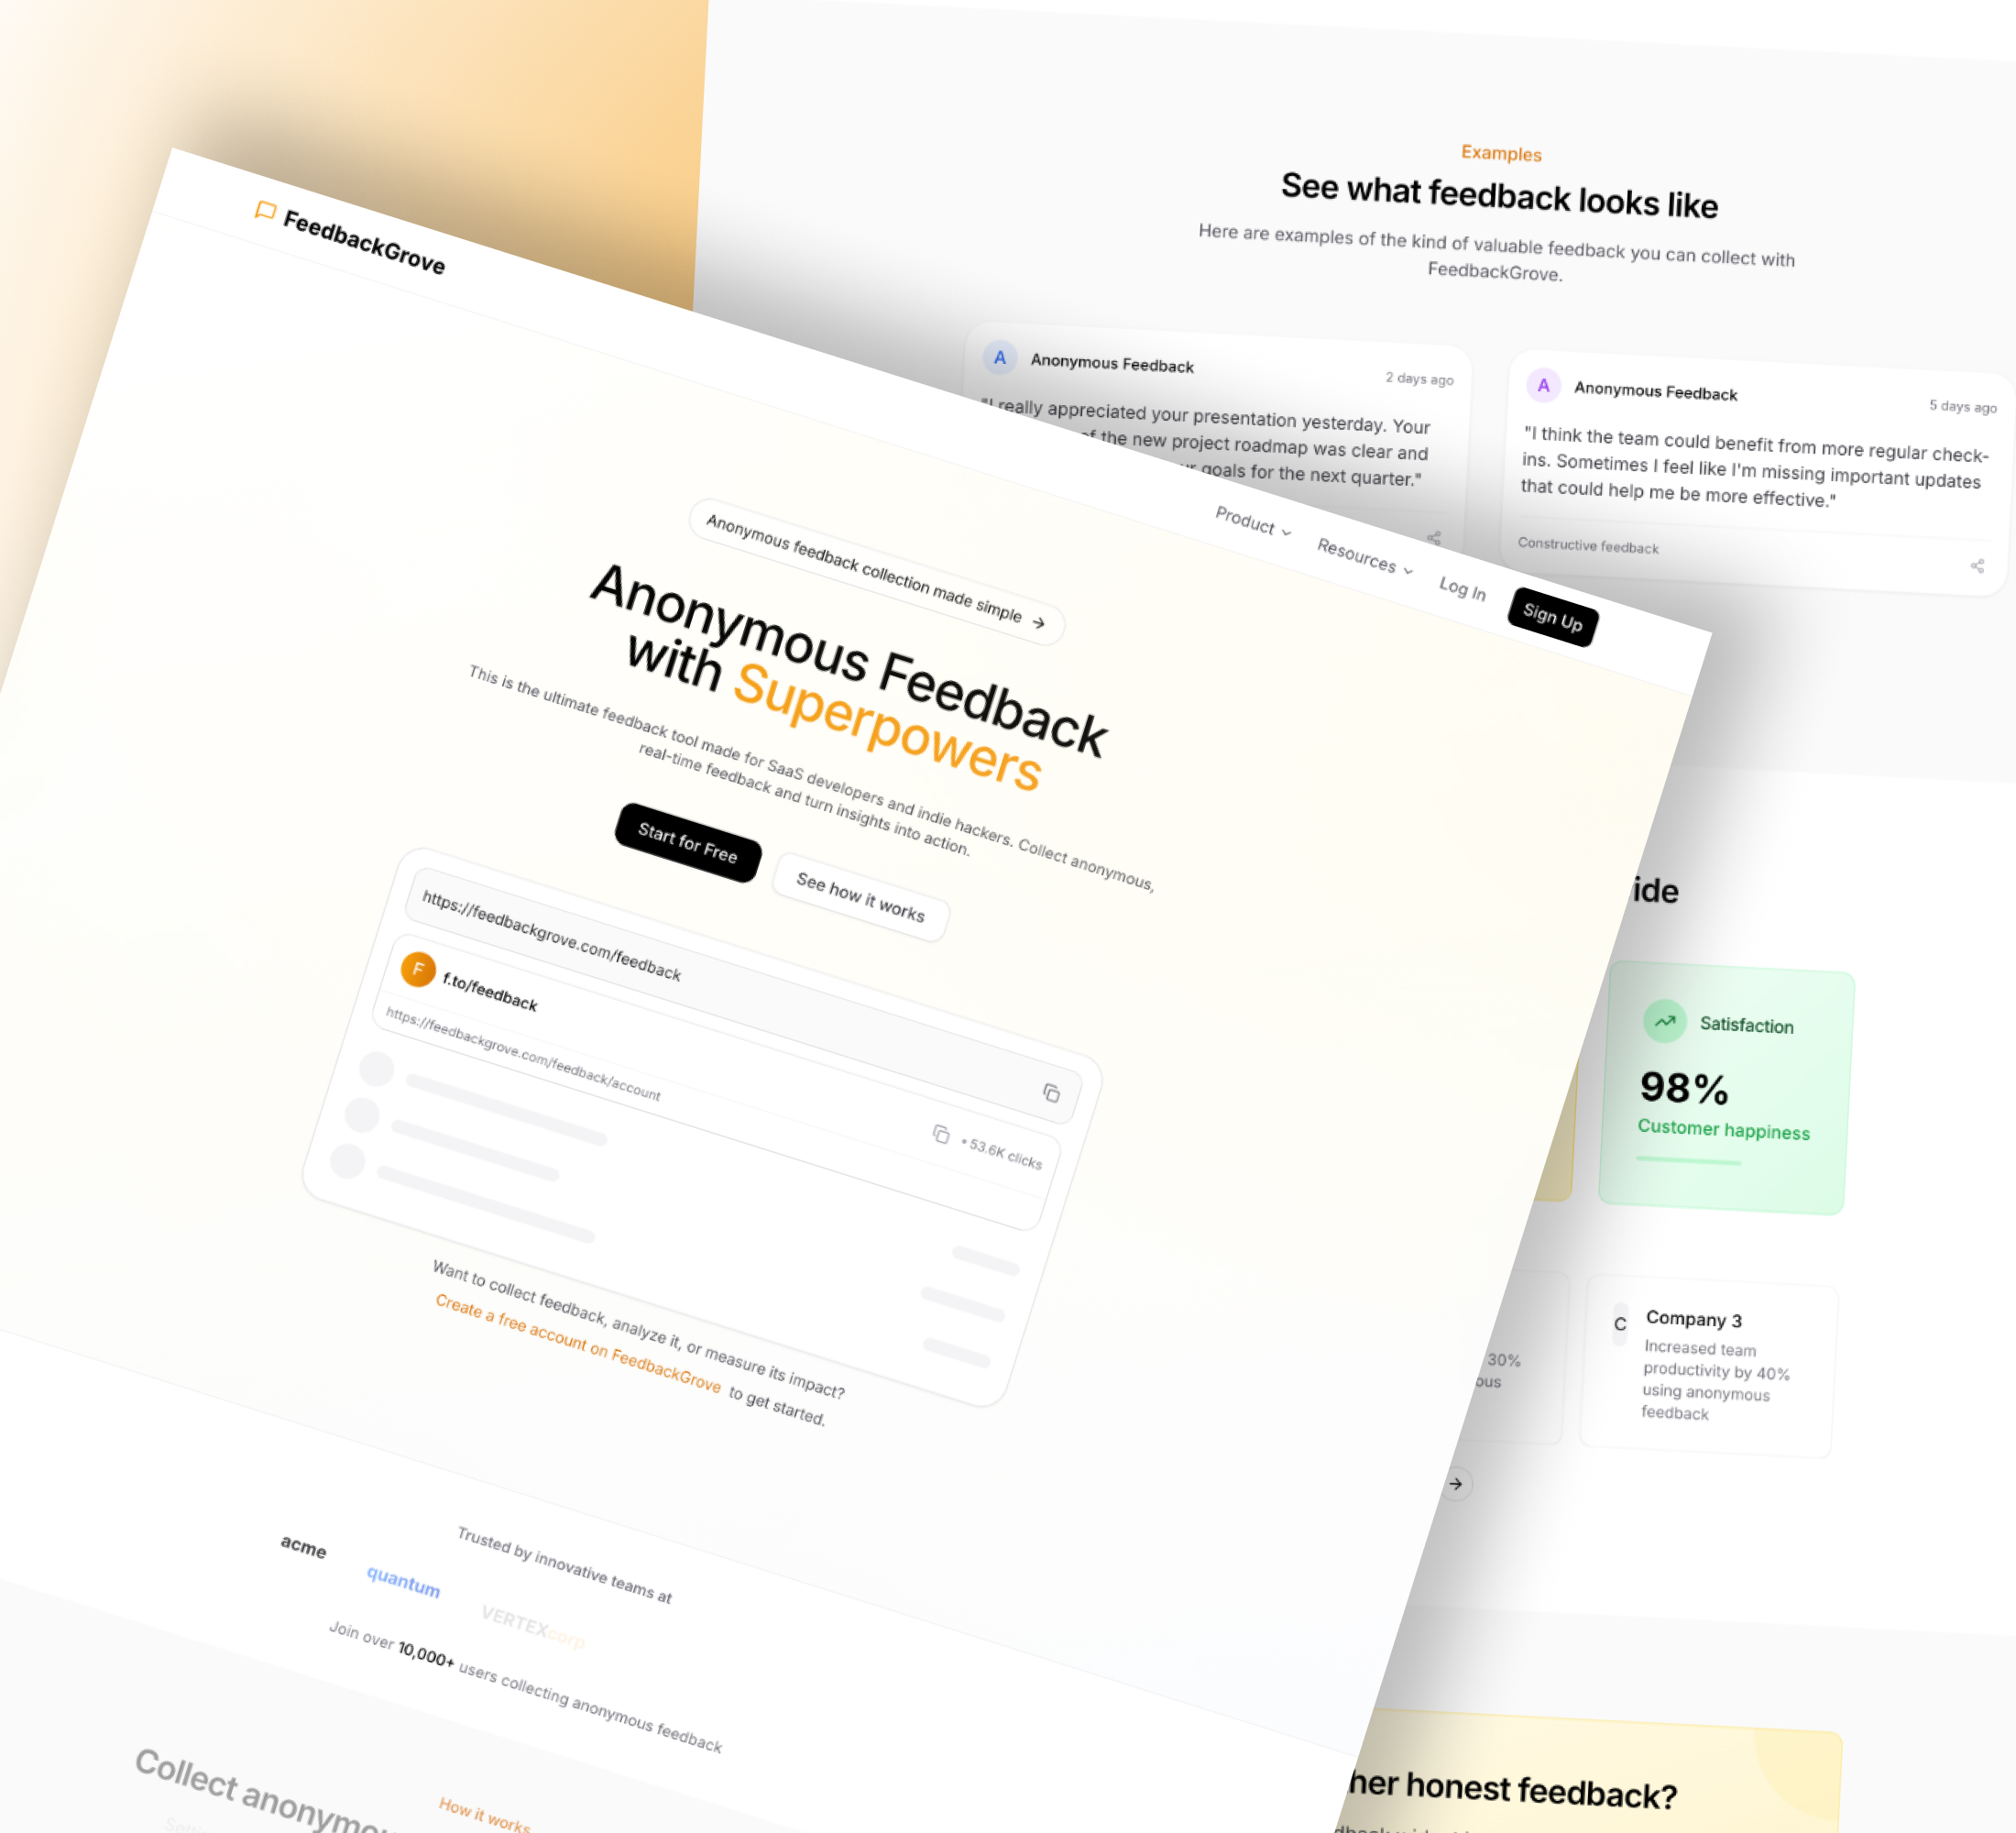 FeedbackGrove
Product
Resources
Log In
Sign Up
Anonymous feedback collection made simple →
Anonymous Feedback
with Superpowers
This is the ultimate feedback tool made for SaaS developers and indie hackers. Collect anonymous,
real-time feedback and turn insights into action.
Start for Free
See how it works
https://feedbackgrove.com/feedback
F
f.to/feedback
• 53.6K clicks
https://feedbackgrove.com/feedback/account
Want to collect feedback, analyze it, or measure its impact?
Create a free account on FeedbackGrove to get started.
Trusted by innovative teams at
acme
quantum
VERTEXcorp
Join over 10,000+ users collecting anonymous feedback
How it works
Collect anonymo
Examples
See what feedback looks like
Here are examples of the kind of valuable feedback you can collect with
FeedbackGrove.
A
Anonymous Feedback
2 days ago
"I really appreciated your presentation yesterday. Your
of the new project roadmap was clear and
goals for the next quarter."
A
Anonymous Feedback
5 days ago
"I think the team could benefit from more regular check-
ins. Sometimes I feel like I'm missing important updates
that could help me be more effective."
Constructive feedback
ide
Satisfaction
98%
Customer happiness
30%
ous
C
Company 3
Increased team
productivity by 40%
using anonymous
feedback
her honest feedback?